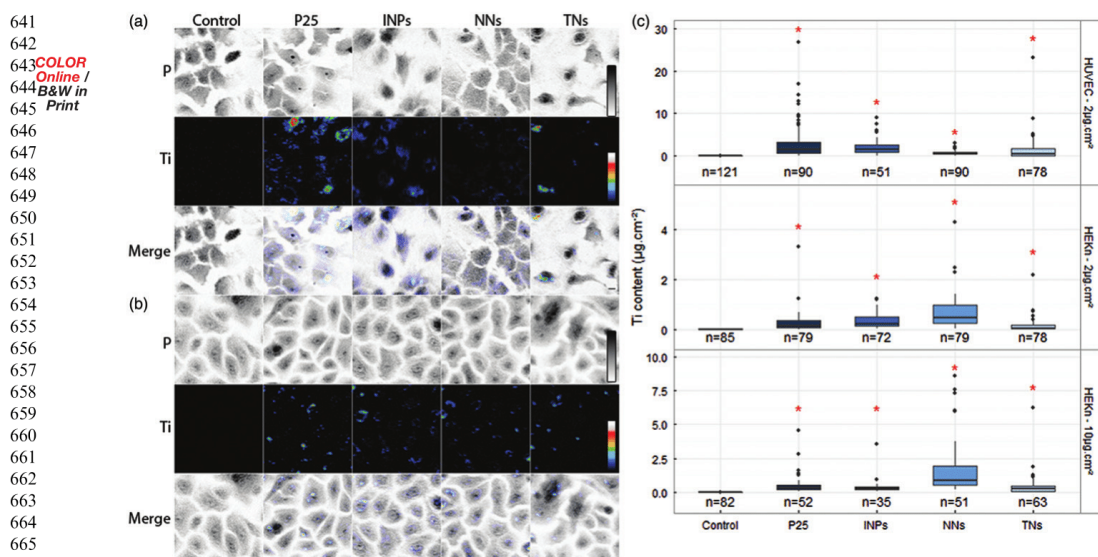 641
642
643
644
645
646
647
648
649
650
651
652
653
654
655
656
657
658
659
660
661
662
663
664
665
COLOR
Online /
B&W in
Print
(a)
Control P25 INPs NNs TNs
P
Ti
Merge
(b)
P
Ti
Merge
(c)
Ti content (µg.cm⁻²)
30
20
10
0
* * * *
n=121 n=90 n=51 n=90 n=78
HUVEC - 2µg.cm²
4
2
0
* * * *
n=85 n=79 n=72 n=79 n=78
HEKn - 2µg.cm²
10.0
7.5
5.0
2.5
0.0
* * * *
n=82 n=52 n=35 n=51 n=63
HEKn - 10µg.cm²
Control P25 INPs NNs TNs